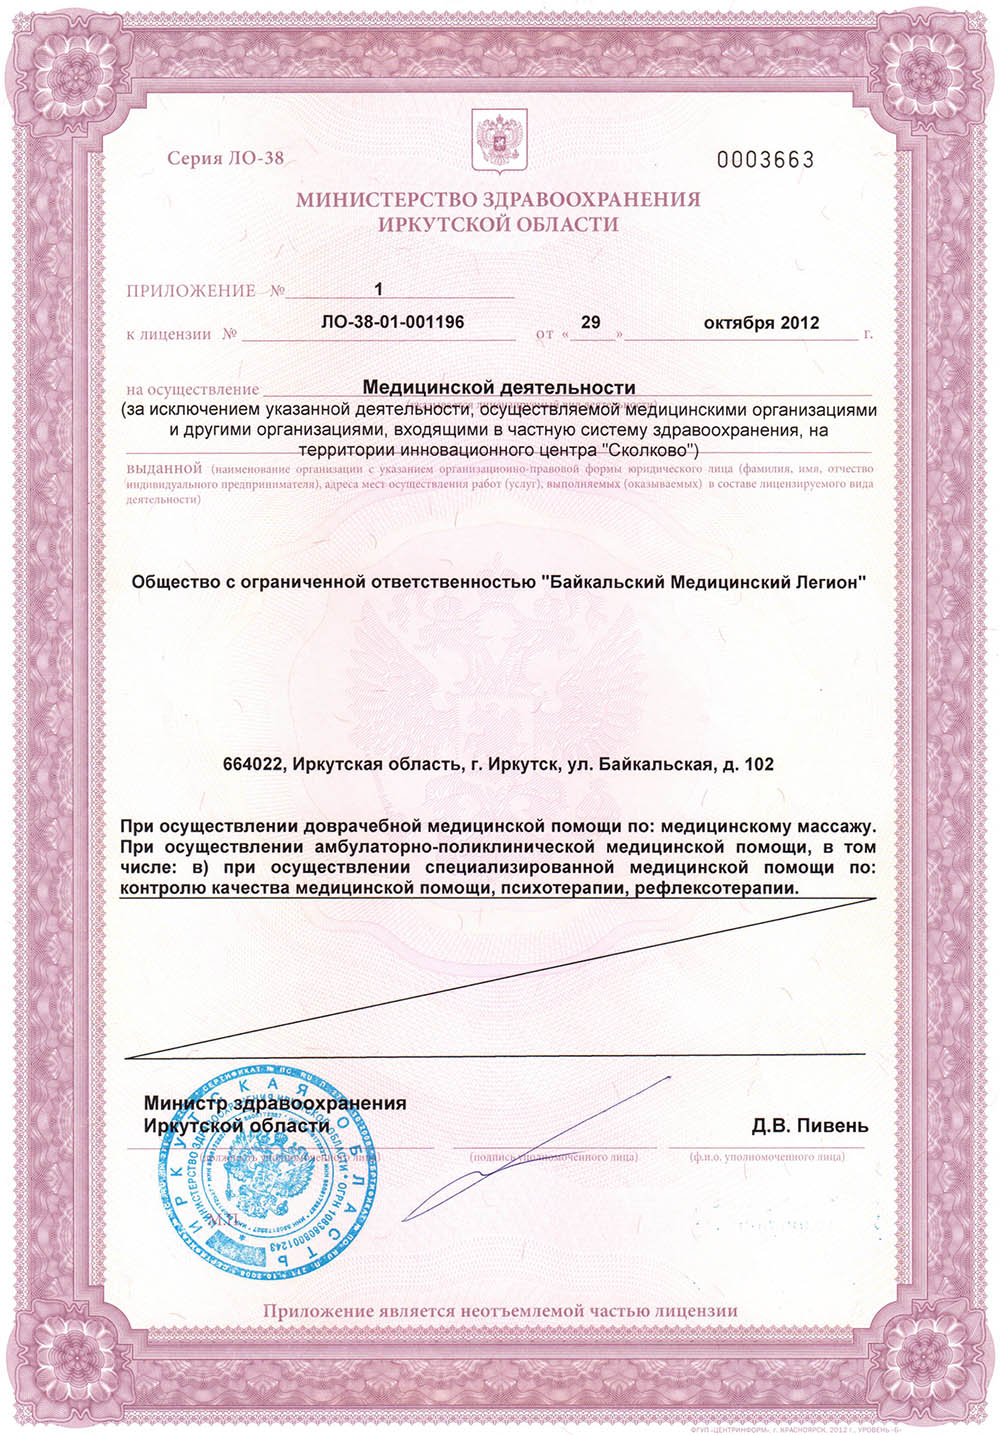 Серия ЛО-38
0003663
МИНИСТЕРСТВО ЗДРАВООХРАНЕНИЯ
ИРКУТСКОЙ ОБЛАСТИ
ПРИЛОЖЕНИЕ № 1
к лицензии № ЛО-38-01-001196 от «29» октября 2012 г.
на осуществление Медицинской деятельности
(за исключением указанной деятельности, осуществляемой медицинскими организациями
и другими организациями, входящими в частную систему здравоохранения, на
территории инновационного центра "Сколково")
выданной (наименование организации с указанием организационно-правовой формы юридического лица (фамилия, имя, отчество
индивидуального предпринимателя), адреса мест осуществления работ (услуг), выполняемых (оказываемых) в составе лицензируемого вида
деятельности)
Общество с ограниченной ответственностью "Байкальский Медицинский Легион"
664022, Иркутская область, г. Иркутск, ул. Байкальская, д. 102
При осуществлении доврачебной медицинской помощи по: медицинскому массажу.
При осуществлении амбулаторно-поликлинической медицинской помощи, в том
числе: в) при осуществлении специализированной медицинской помощи по:
контролю качества медицинской помощи, психотерапии, рефлексотерапии.
Министр здравоохранения
Иркутской области
Д.В. Пивень
(должность уполномоченного лица) (подпись уполномоченного лица) (ф.и.о. уполномоченного лица)
М.П.
ИРКУТСКАЯ ОБЛАСТЬ
МИНИСТЕРСТВО ЗДРАВООХРАНЕНИЯ ИРКУТСКОЙ ОБЛАСТИ * ОГРН 1083808001243
Приложение является неотъемлемой частью лицензии
ФГУП «ЦЕНТРИНФОРМ», г. КРАСНОЯРСК, 2012 г., УРОВЕНЬ «Б»